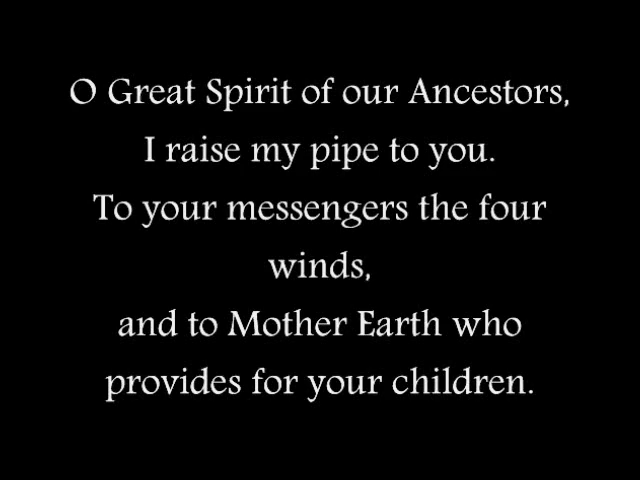 O Great Spirit of our Ancestors,
I raise my pipe to you.
To your messengers the four
winds,
and to Mother Earth who
provides for your children.